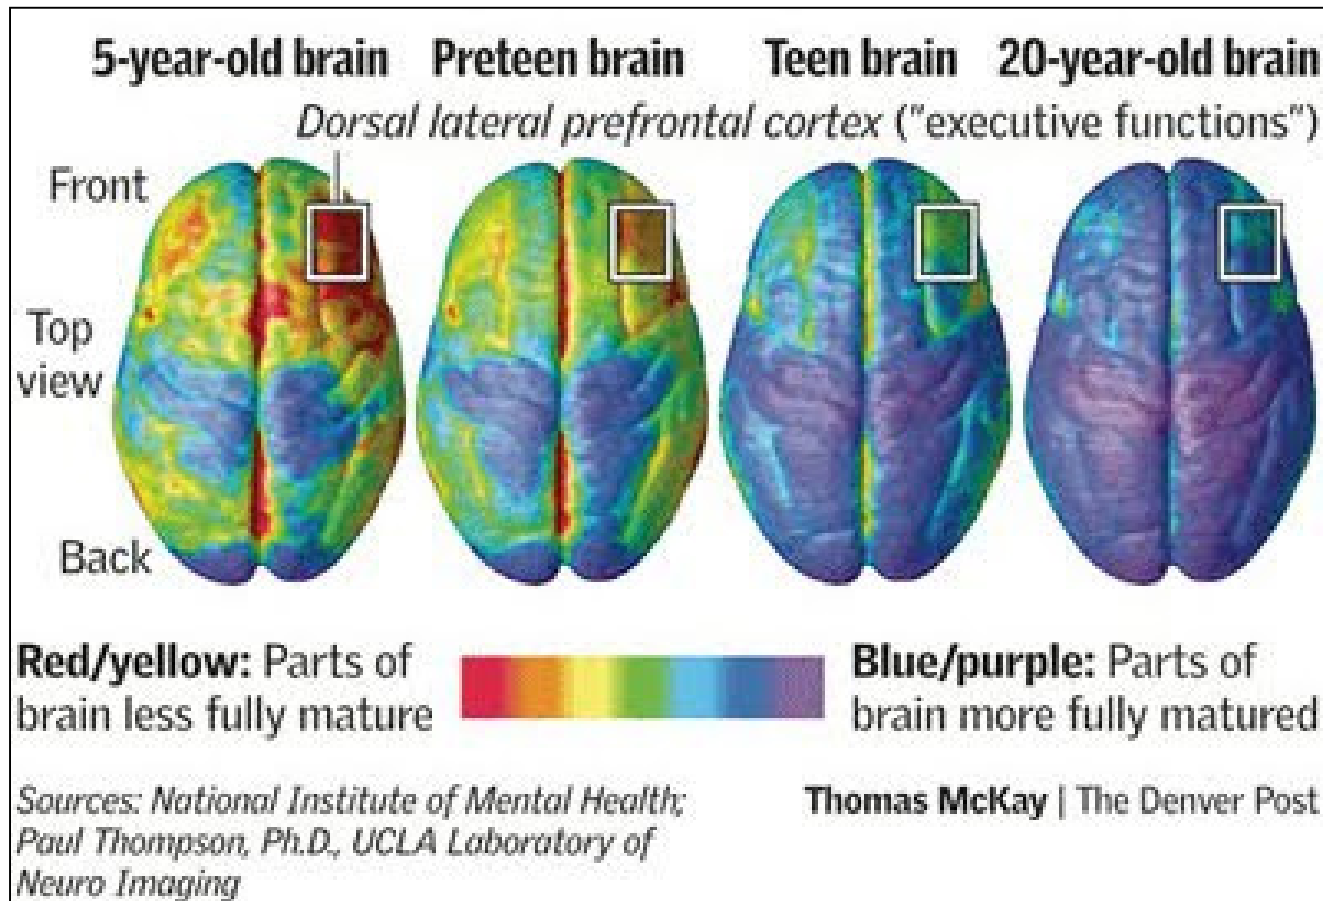 5-year-old brain Preteen brain Teen brain 20-year-old brain
Dorsal lateral prefrontal cortex ("executive functions")
Front
Top
view
Back
Red/yellow: Parts of
brain less fully mature
Blue/purple: Parts of
brain more fully matured
Sources: National Institute of Mental Health;
Paul Thompson, Ph.D., UCLA Laboratory of
Neuro Imaging
Thomas McKay | The Denver Post